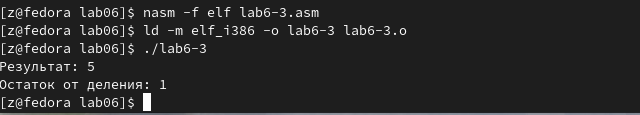 [z@fedora lab06]$ nasm -f elf lab6-3.asm
[z@fedora lab06]$ ld -m elf_i386 -o lab6-3 lab6-3.o
[z@fedora lab06]$ ./lab6-3
Результат: 5
Остаток от деления: 1
[z@fedora lab06]$